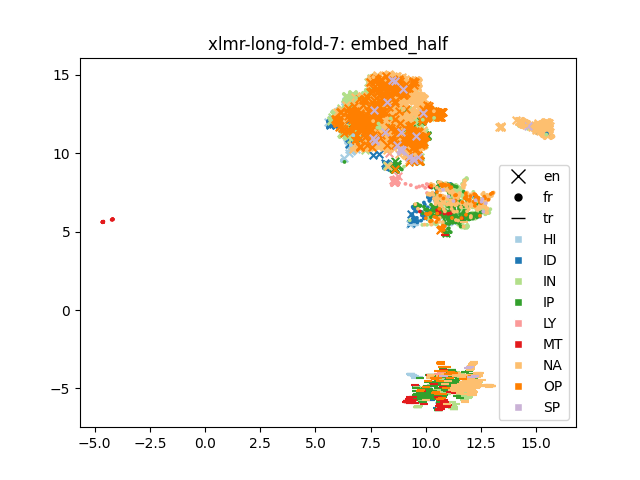 xlmr-long-fold-7: embed_half
15
10
5
0
−5
−5.0 −2.5 0.0 2.5 5.0 7.5 10.0 12.5 15.0
en
fr
tr
HI
ID
IN
IP
LY
MT
NA
OP
SP